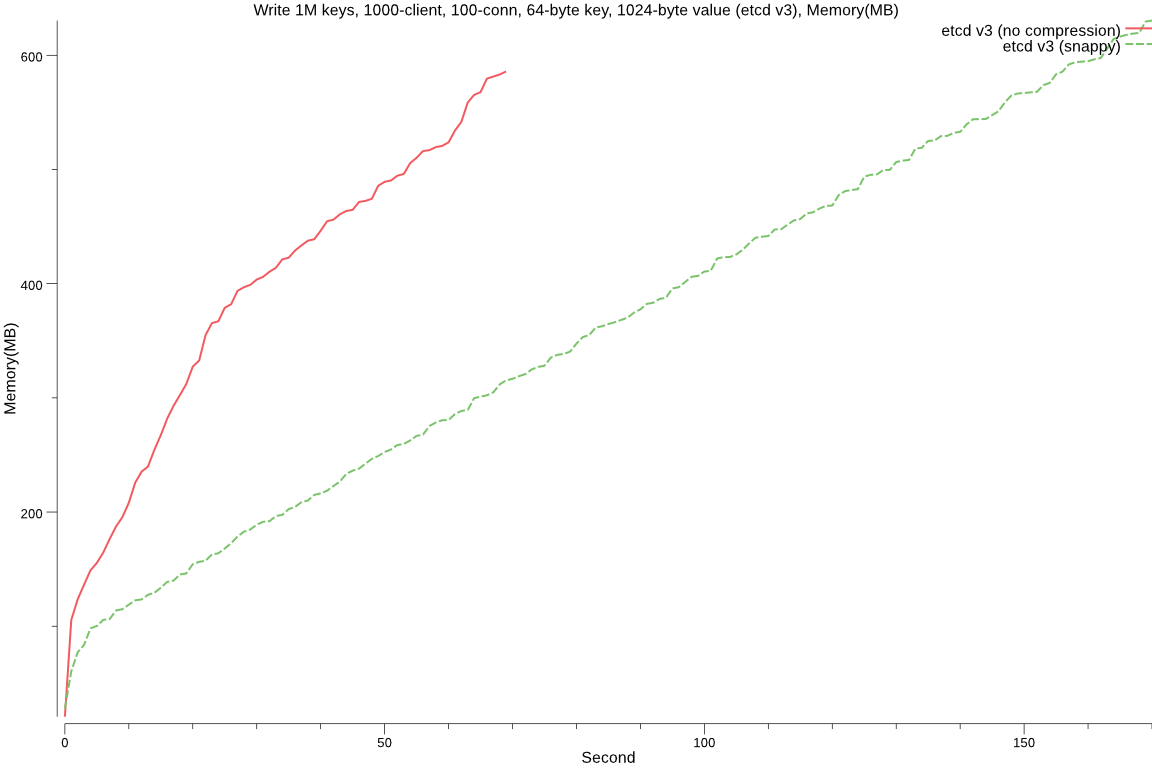 Write 1M keys, 1000-client, 100-conn, 64-byte key, 1024-byte value (etcd v3), Memory(MB)
etcd v3 (no compression)
etcd v3 (snappy)
600
400
200
Memory(MB)
0 50 100 150
Second